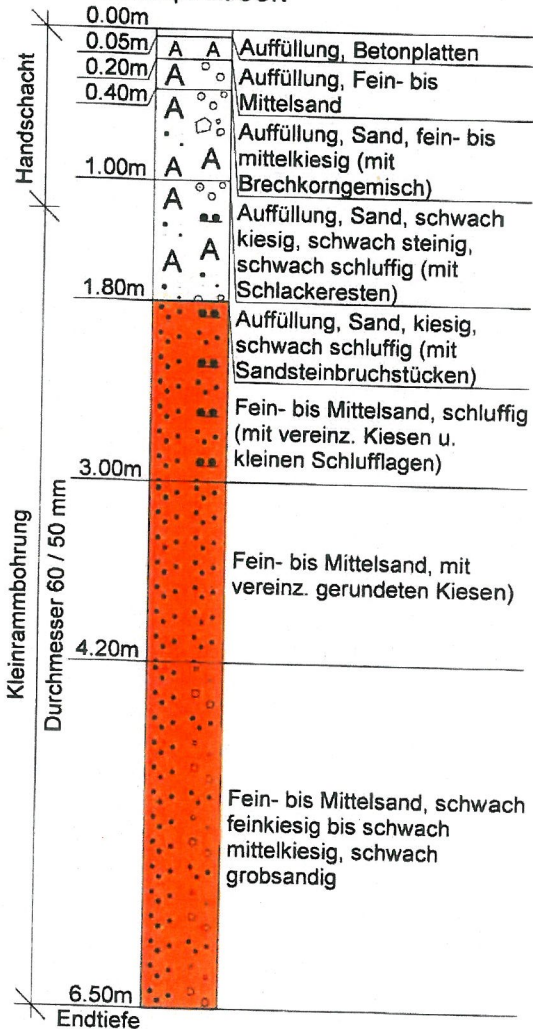 0.00m
0.05m
A A
Auffüllung, Betonplatten
0.20m
A
Auffüllung, Fein- bis
Mittelsand
0.40m
A
Auffüllung, Sand, fein- bis
mittelkiesig (mit
Brechkorngemisch)
A A
1.00m
A
Auffüllung, Sand, schwach
kiesig, schwach steinig,
schwach schluffig (mit
Schlackeresten)
A A
1.80m
Auffüllung, Sand, kiesig,
schwach schluffig (mit
Sandsteinbruchstücken)
Fein- bis Mittelsand, schluffig
(mit vereinz. Kiesen u.
kleinen Schlufflagen)
3.00m
Fein- bis Mittelsand, mit
vereinz. gerundeten Kiesen)
4.20m
Fein- bis Mittelsand, schwach
feinkiesig bis schwach
mittelkiesig, schwach
grobsandig
6.50m
Endtiefe
Handschacht
Kleinrammbohrung
Durchmesser 60 / 50 mm